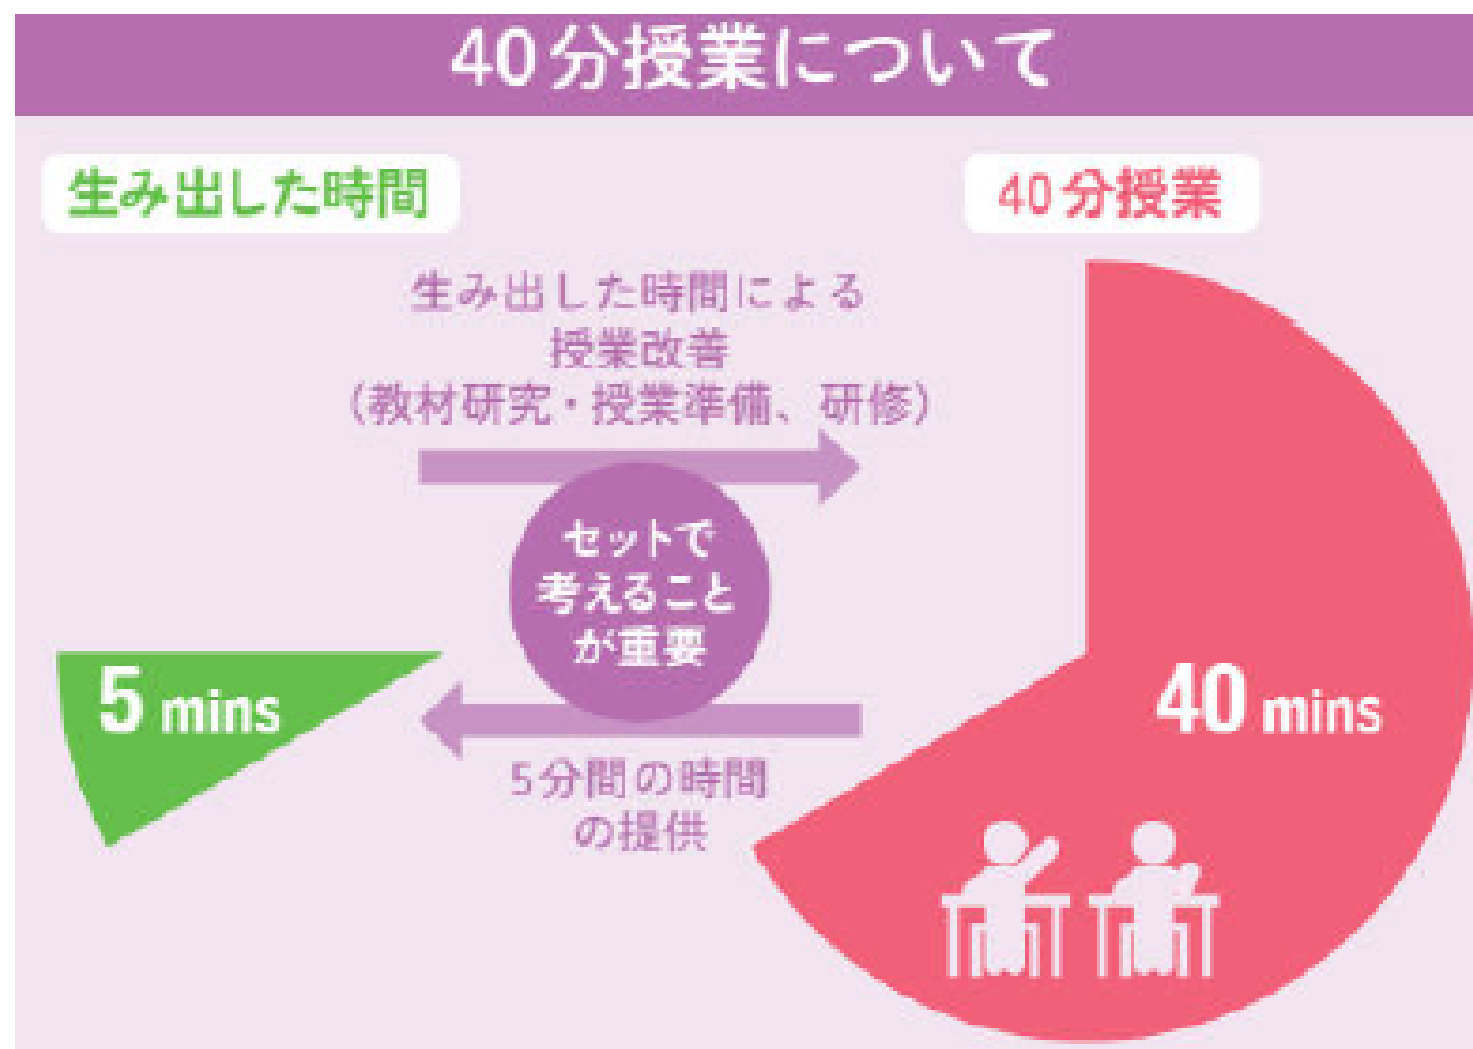 40分授業について
生み出した時間
40分授業
生み出した時間による
授業改善
(教材研究・授業準備、研修)
セットで
考えること
が重要
5 mins
40 mins
5分間の時間
の提供